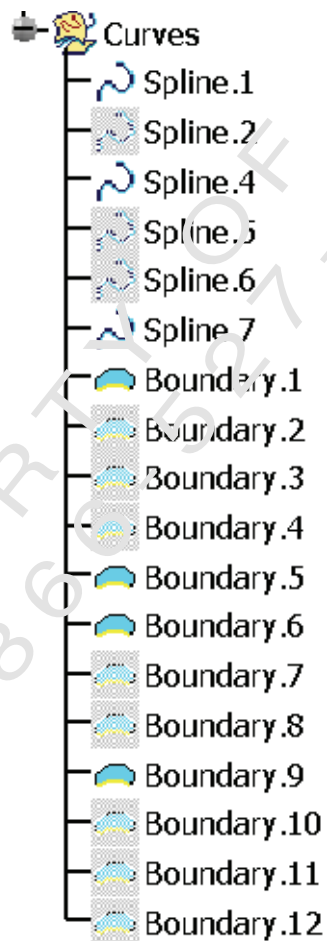 Curves
Spline.1
Spline.2
Spline.4
Spline.5
Spline.6
Spline.7
Boundary.1
Boundary.2
Boundary.3
Boundary.4
Boundary.5
Boundary.6
Boundary.7
Boundary.8
Boundary.9
Boundary.10
Boundary.11
Boundary.12